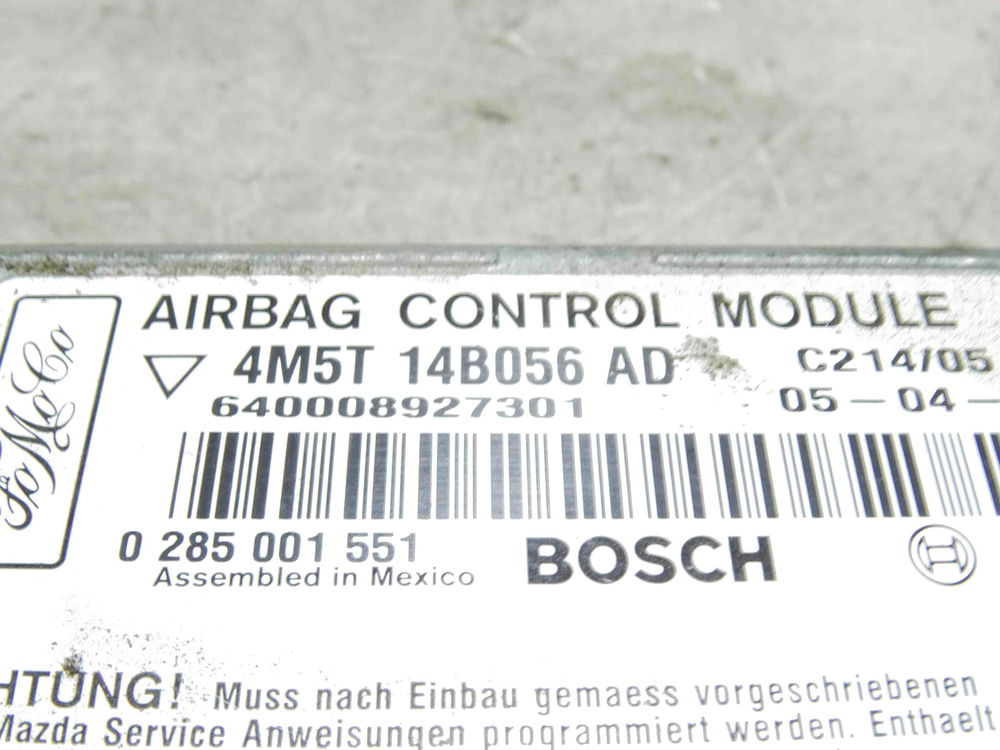 AIRBAG CONTROL MODULE
4M5T 14B056 AD C214/05
640008927301 05-04-
FoMoCo
0 285 001 551 BOSCH
Assembled in Mexico
HTUNG! Muss nach Einbau gemaess vorgeschriebenen
Mazda Service Anweisungen programmiert werden. Enthaelt